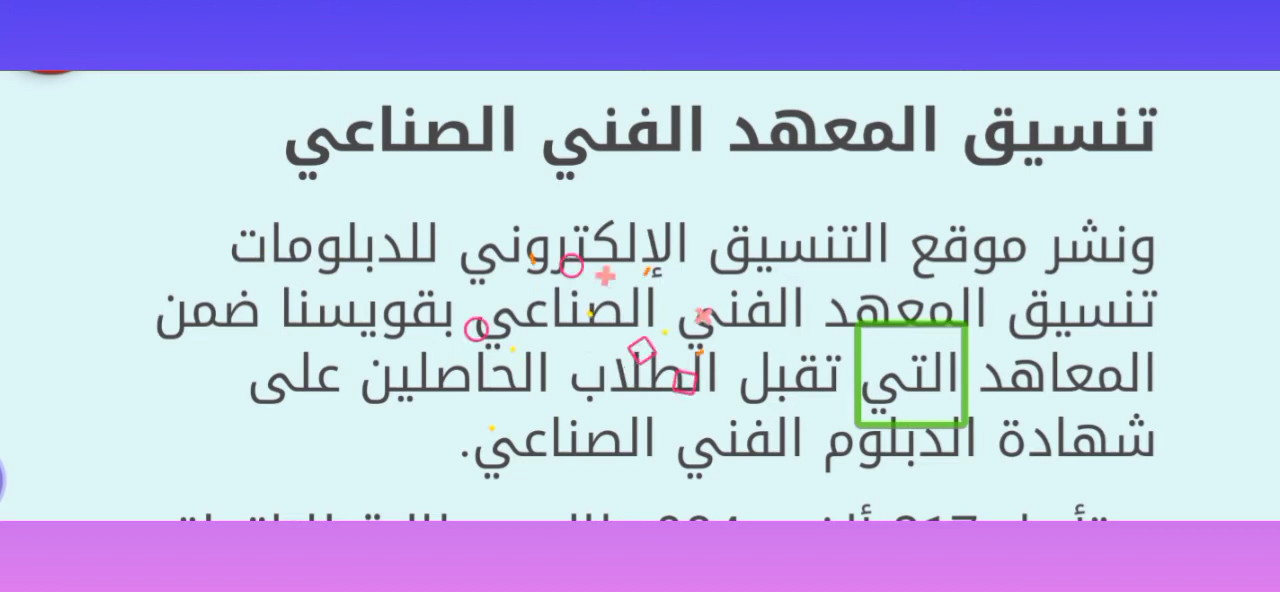 تنسيق المعهد الفني الصناعي
ونشر موقع التنسيق الإلكتروني للدبلومات
تنسيق المعهد الفني الصناعي بقويسنا ضمن
المعاهد التي تقبل الطلاب الحاصلين على
شهادة الدبلوم الفني الصناعي.